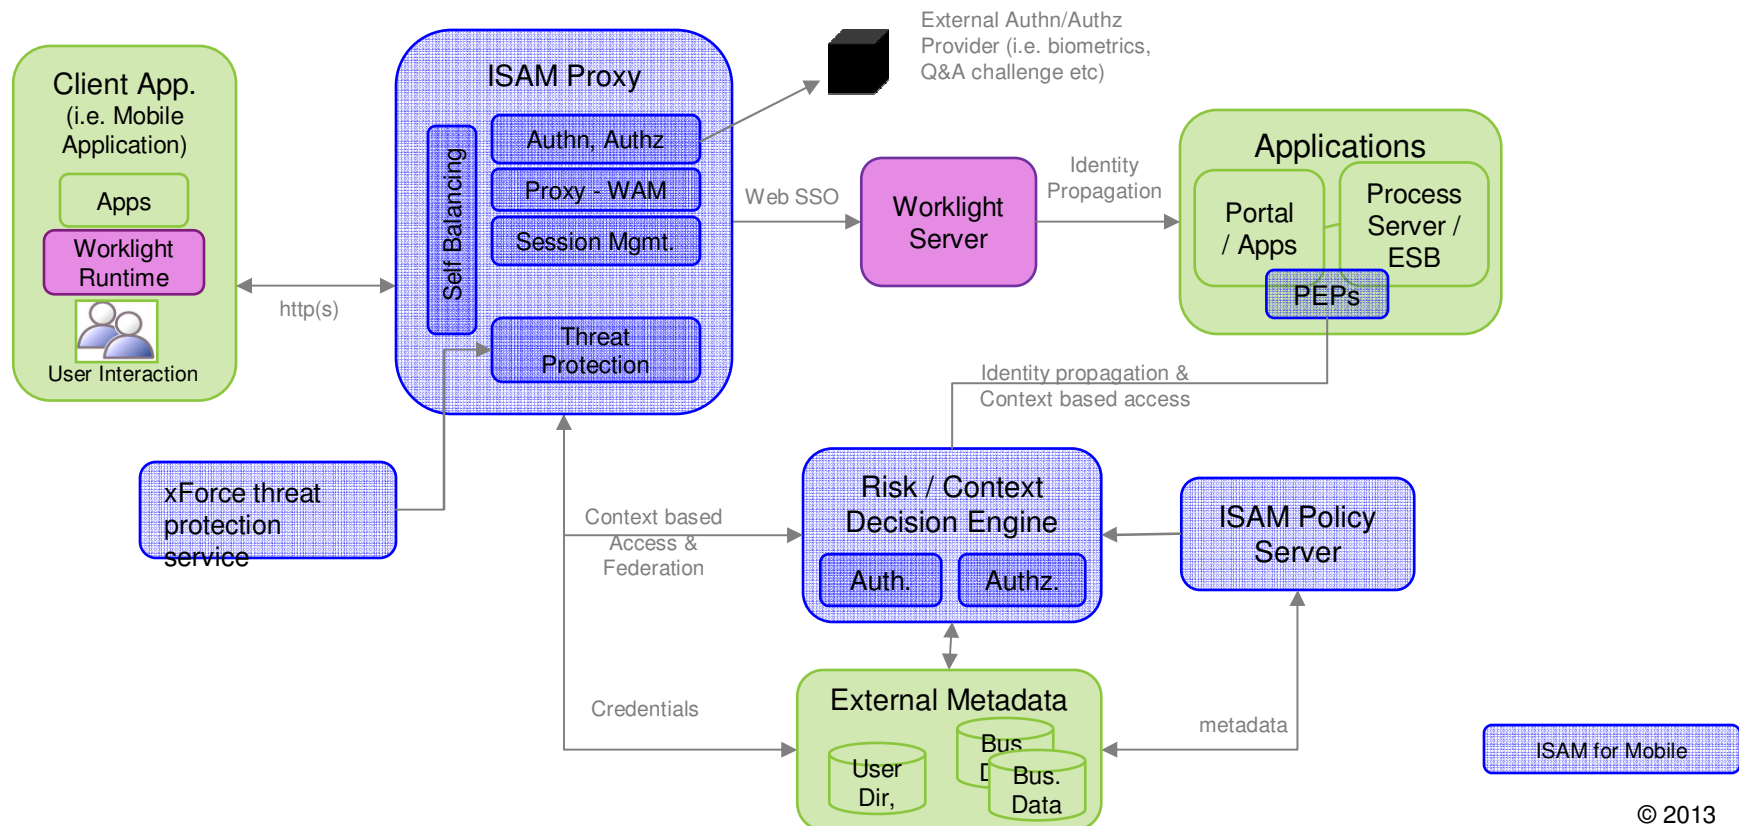 External Authn/Authz
Provider (i.e. biometrics,
Q&A challenge etc)
Client App.
(i.e. Mobile
Application)
Apps
Worklight
Runtime
User Interaction
http(s)
ISAM Proxy
Self Balancing
Authn, Authz
Proxy - WAM
Session Mgmt.
Threat
Protection
Web SSO
Worklight
Server
Identity
Propagation
Applications
Portal
/ Apps
Process
Server /
ESB
PEPs
Identity propagation &
Context based access
xForce threat
protection
service
Context based
Access &
Federation
Risk / Context
Decision Engine
Auth.
Authz.
ISAM Policy
Server
Credentials
External Metadata
User
Dir,
Bus
Bus.
Data
metadata
ISAM for Mobile
© 2013